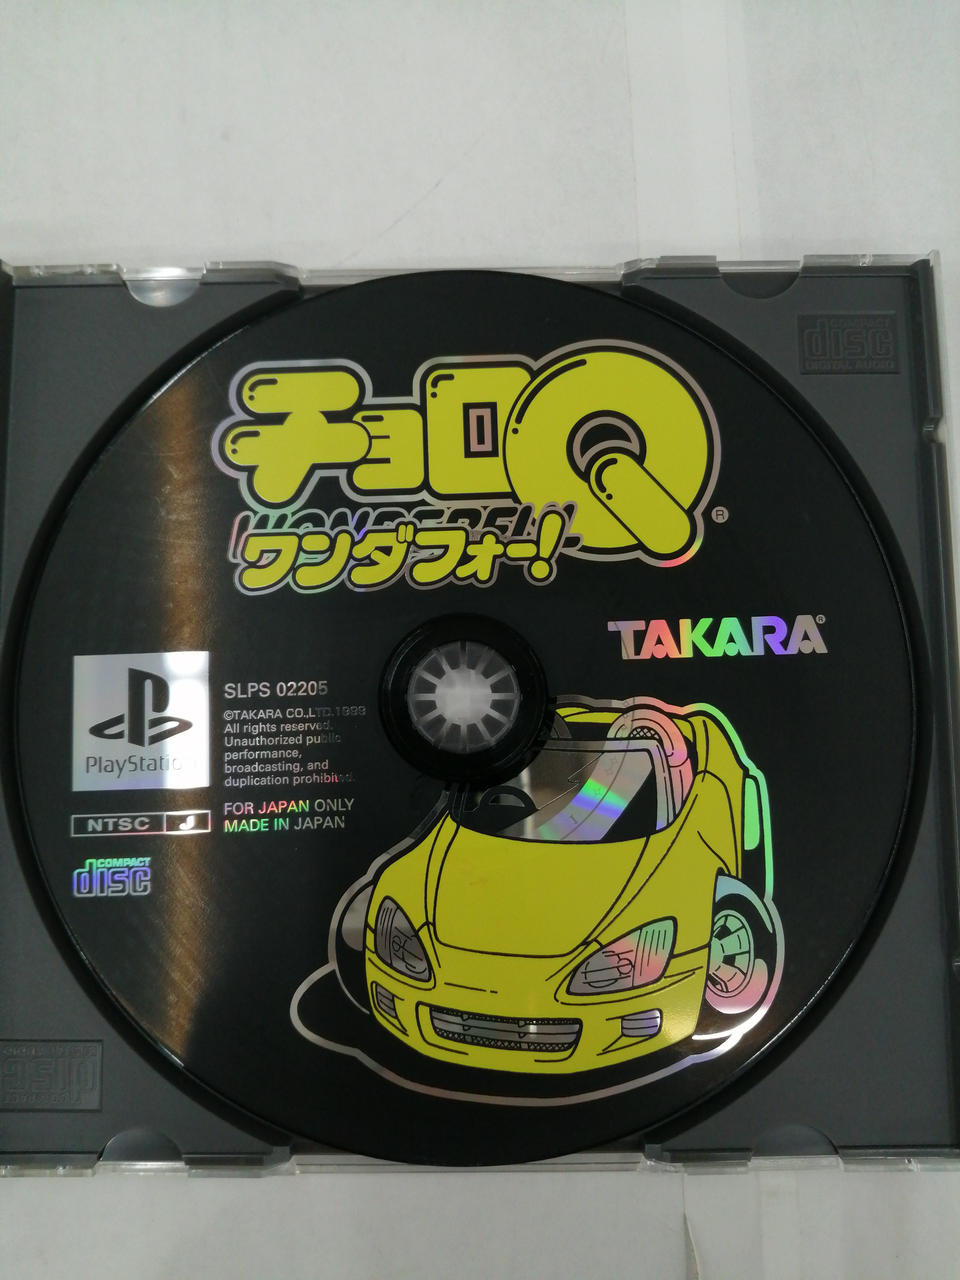 disc
DIGITAL AUDIO
チョロQ
®
WONDERFUL
ワンダフォー!
TAKARA®
PlayStation
SLPS 02205
©TAKARA CO.,LTD.1999
All rights reserved.
Unauthorized public
performance,
broadcasting, and
duplication prohibited.
FOR JAPAN ONLY
MADE IN JAPAN
NTSC J
COMPACT
disc